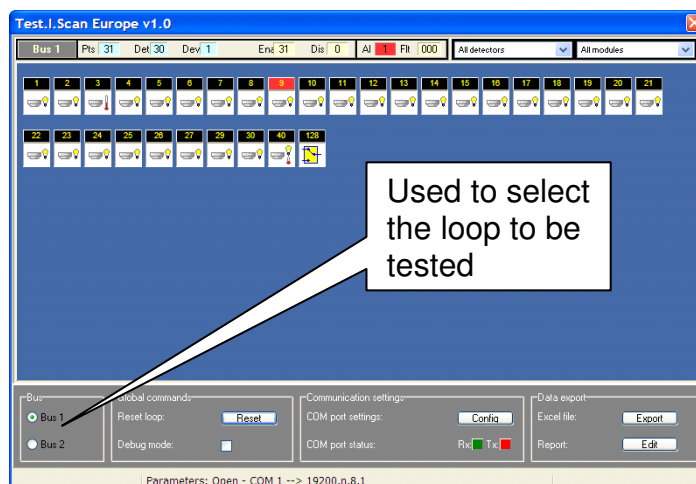 Test.I.Scan Europe v1.0
Bus 1 Pts 31 Det 30 Dev 1 Ena 31 Dis 0 Al 1 Flt 000 All detectors All modules
1 2 3 4 5 6 7 8 9 10 11 12 13 14 15 16 17 18 19 20 21
22 23 24 25 26 27 29 30 40 128
Used to select
the loop to be
tested
Bus Global commands Communication settings Data export
Bus 1 Reset loop: Reset COM port settings: Config Excel file: Export
Bus 2 Debug mode: COM port status: Rx: Tx: Report: Edit
Parameters: Open - COM 1 --> 19200,n,8,1